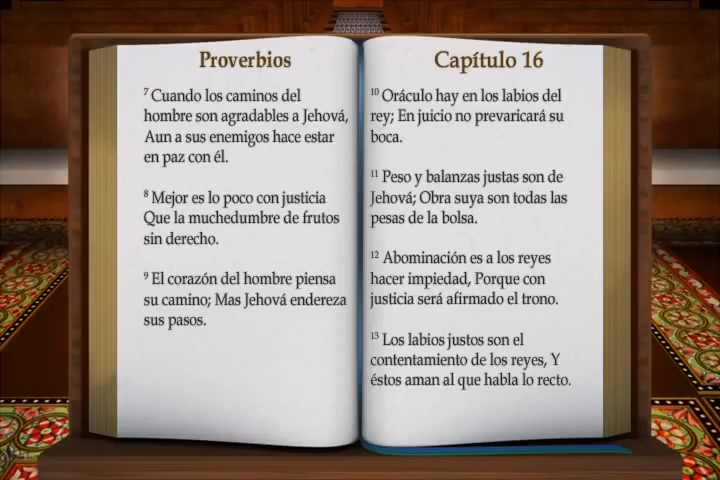 Proverbios
7 Cuando los caminos del
hombre son agradables a Jehová,
Aun a sus enemigos hace estar
en paz con él.
8 Mejor es lo poco con justicia
Que la muchedumbre de frutos
sin derecho.
9 El corazón del hombre piensa
su camino; Mas Jehová endereza
sus pasos.
Capítulo 16
10 Oráculo hay en los labios del
rey; En juicio no prevaricará su
boca.
11 Peso y balanzas justas son de
Jehová; Obra suya son todas las
pesas de la bolsa.
12 Abominación es a los reyes
hacer impiedad, Porque con
justicia será afirmado el trono.
13 Los labios justos son el
contentamiento de los reyes, Y
éstos aman al que habla lo recto.